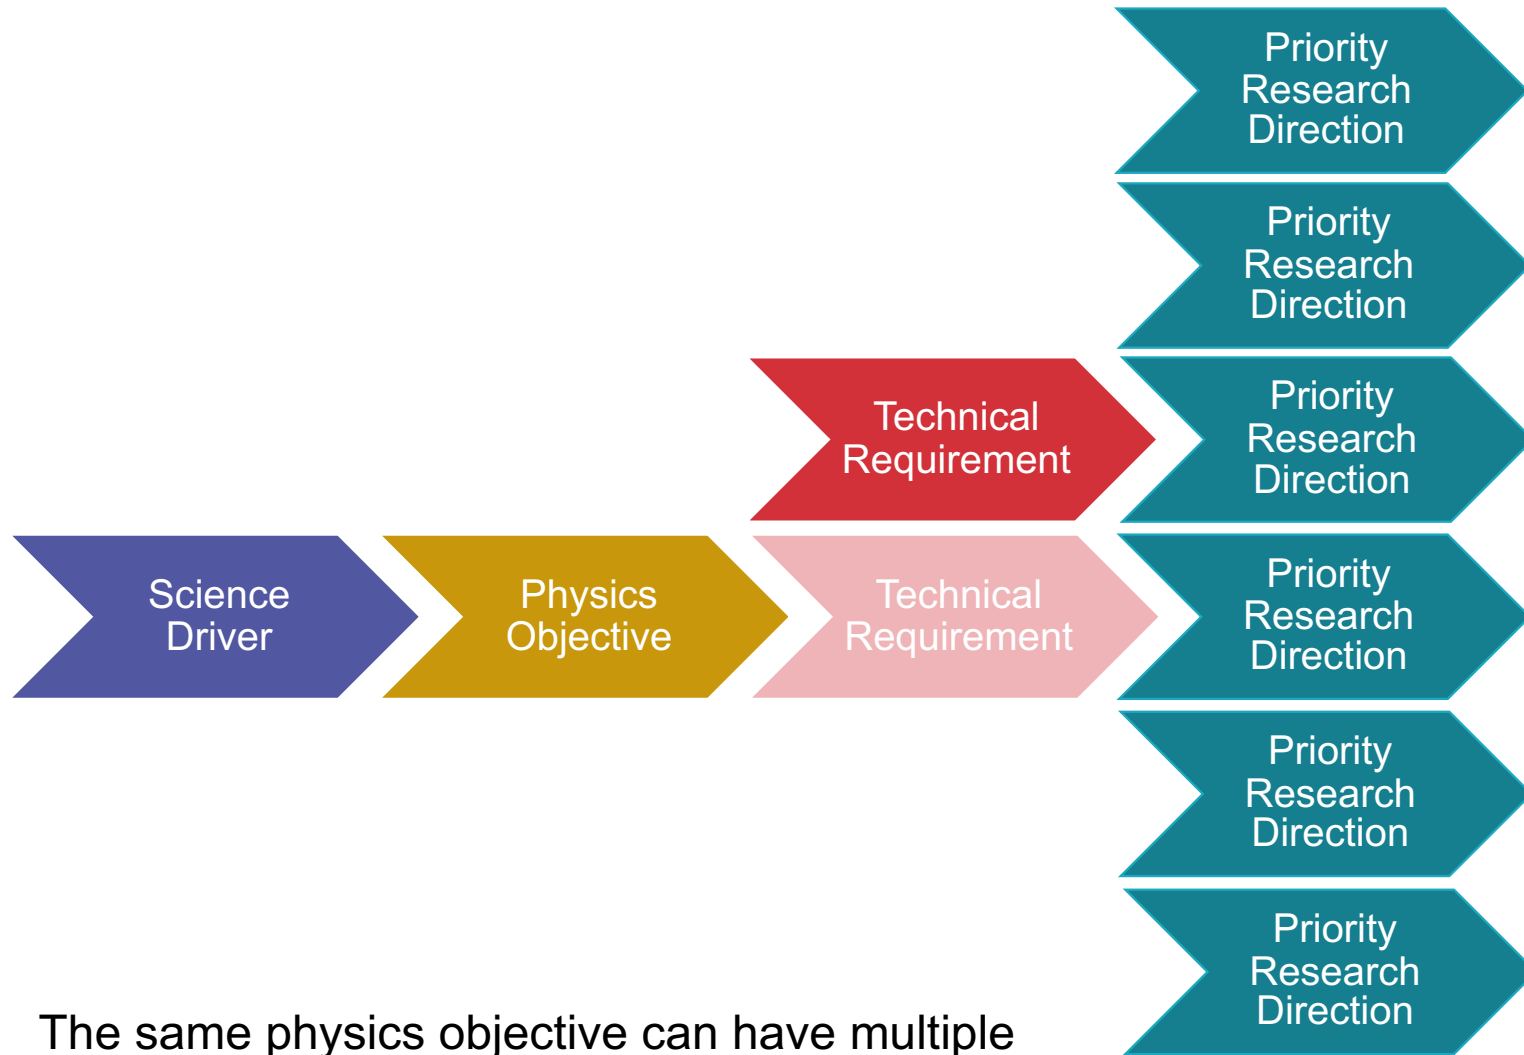 Priority
Research
Direction
Priority
Research
Direction
Technical
Requirement
Priority
Research
Direction
Science
Driver
Physics
Objective
Technical
Requirement
Priority
Research
Direction
Priority
Research
Direction
Priority
Research
Direction
The same physics objective can have multiple